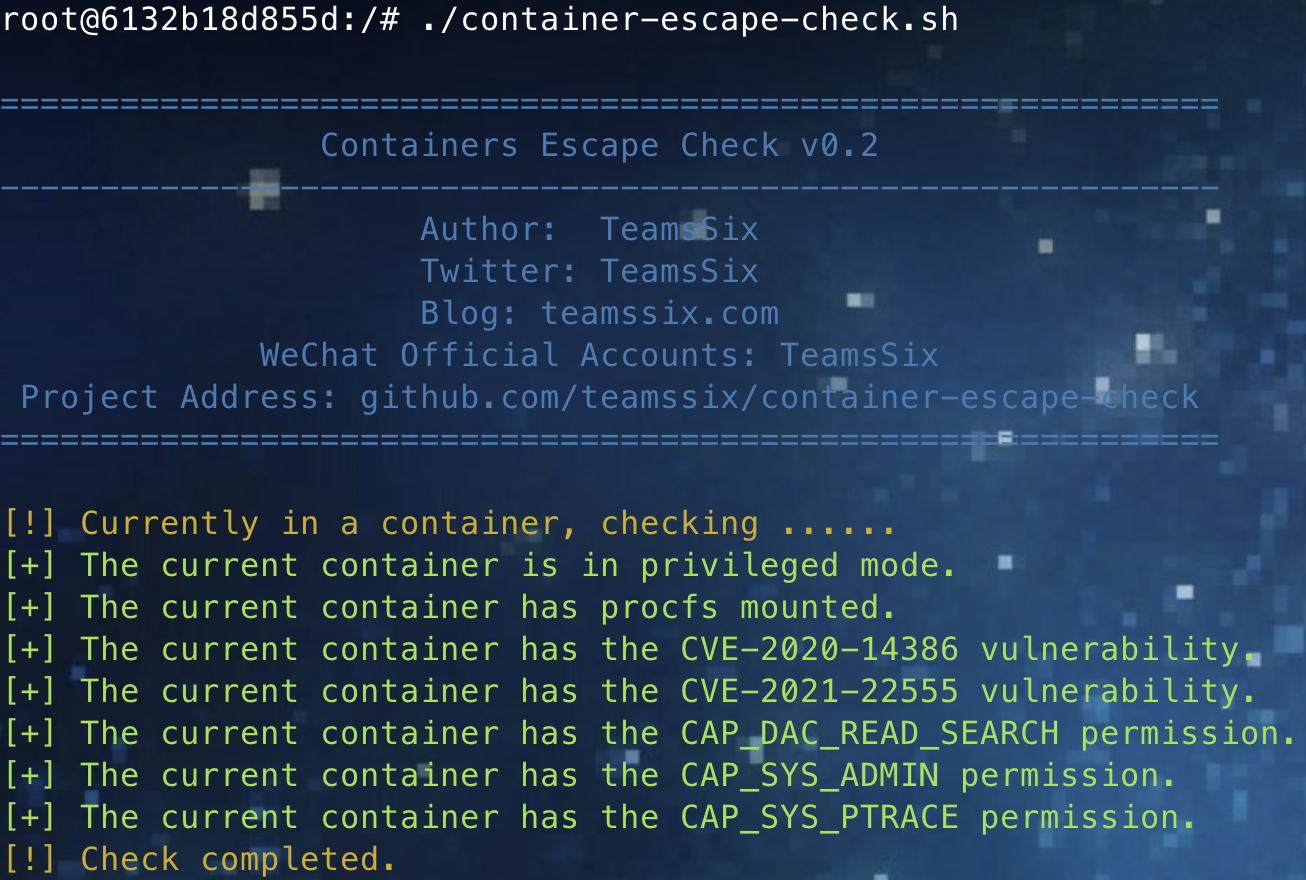 root@6132b18d855d:/# ./container-escape-check.sh
=============================================================
Containers Escape Check v0.2
-------------------------------------------------------------
Author:  TeamsSix
Twitter: TeamsSix
Blog: teamssix.com
WeChat Official Accounts: TeamsSix
Project Address: github.com/teamssix/container-escape-check
=============================================================
[!] Currently in a container, checking ......
[+] The current container is in privileged mode.
[+] The current container has procfs mounted.
[+] The current container has the CVE-2020-14386 vulnerability.
[+] The current container has the CVE-2021-22555 vulnerability.
[+] The current container has the CAP_DAC_READ_SEARCH permission.
[+] The current container has the CAP_SYS_ADMIN permission.
[+] The current container has the CAP_SYS_PTRACE permission.
[!] Check completed.